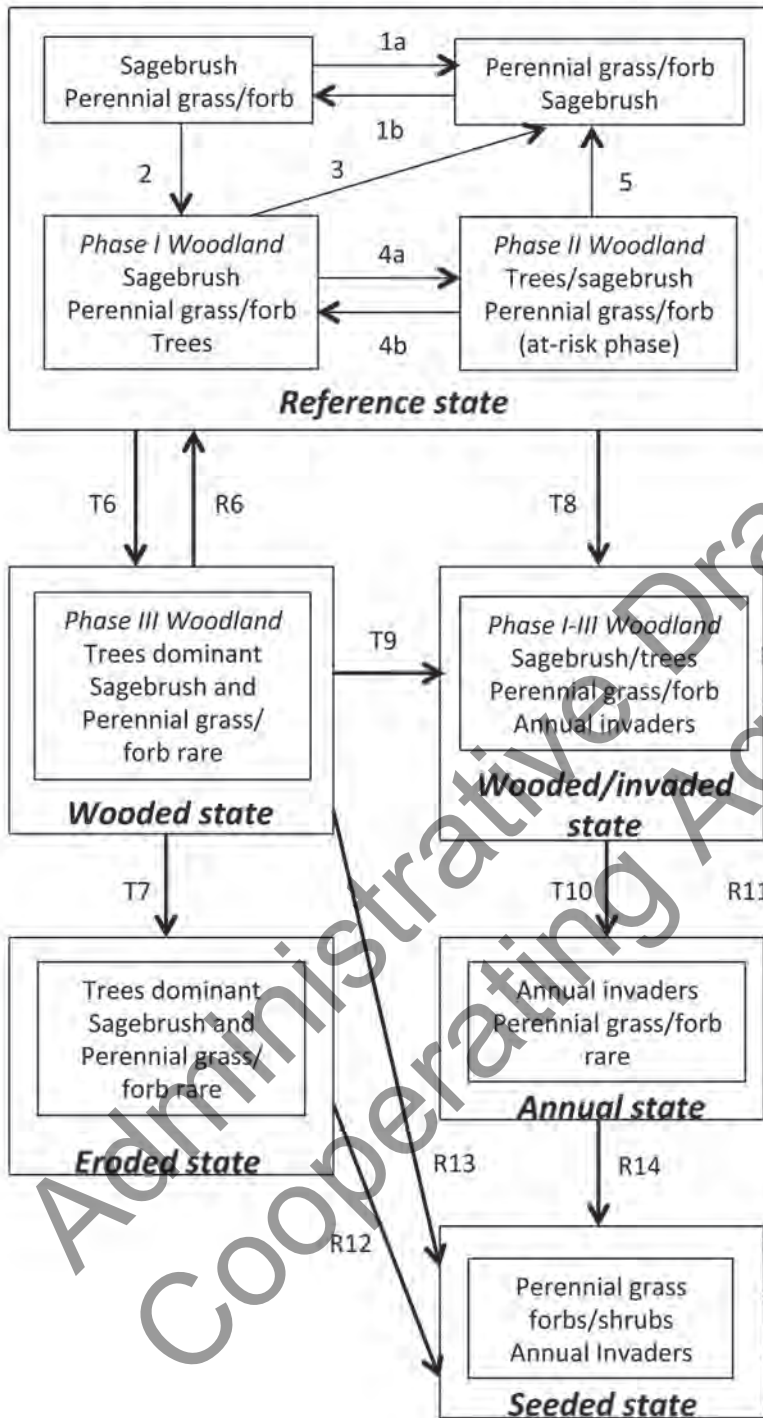 1a
Sagebrush
Perennial grass/forb
Perennial grass/forb
Sagebrush
1b
2
3
5
Phase I Woodland
Sagebrush
Perennial grass/forb
Trees
4a
4b
Phase II Woodland
Trees/sagebrush
Perennial grass/forb
(at-risk phase)
Reference state
T6
R6
T8
Phase III Woodland
Trees dominant
Sagebrush and
Perennial grass/
forb rare
Wooded state
T9
Phase I-III Woodland
Sagebrush/trees
Perennial grass/forb
Annual invaders
Wooded/invaded
state
T7
T10
R11
Trees dominant
Sagebrush and
Perennial grass/
forb rare
Eroded state
Annual invaders
Perennial grass/forb
rare
Annual state
R13
R14
R12
Perennial grass
forbs/shrubs
Annual Invaders
Seeded state
Administrative
Cooperating